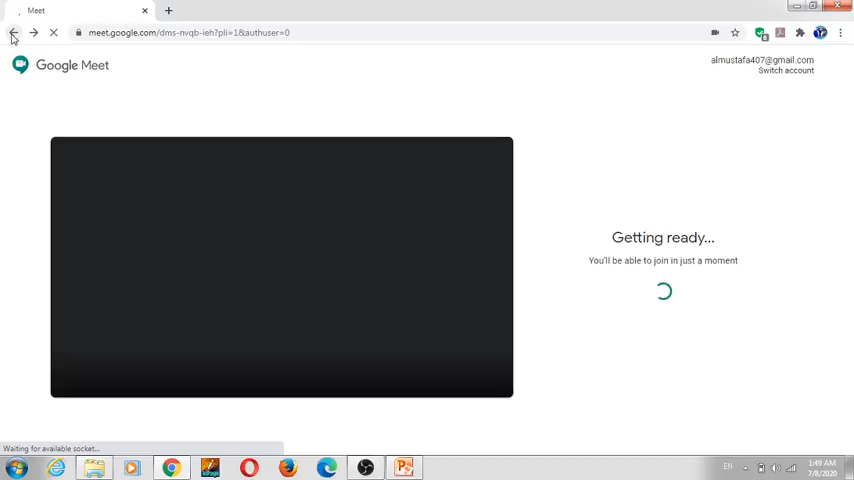 Meet
meet.google.com/dms-nvqb-ieh?pli=1&authuser=0
Google Meet
almustafa407@gmail.com
Switch account
Getting ready...
You'll be able to join in just a moment
Waiting for available socket...
EN
1:49 AM
7/8/2020